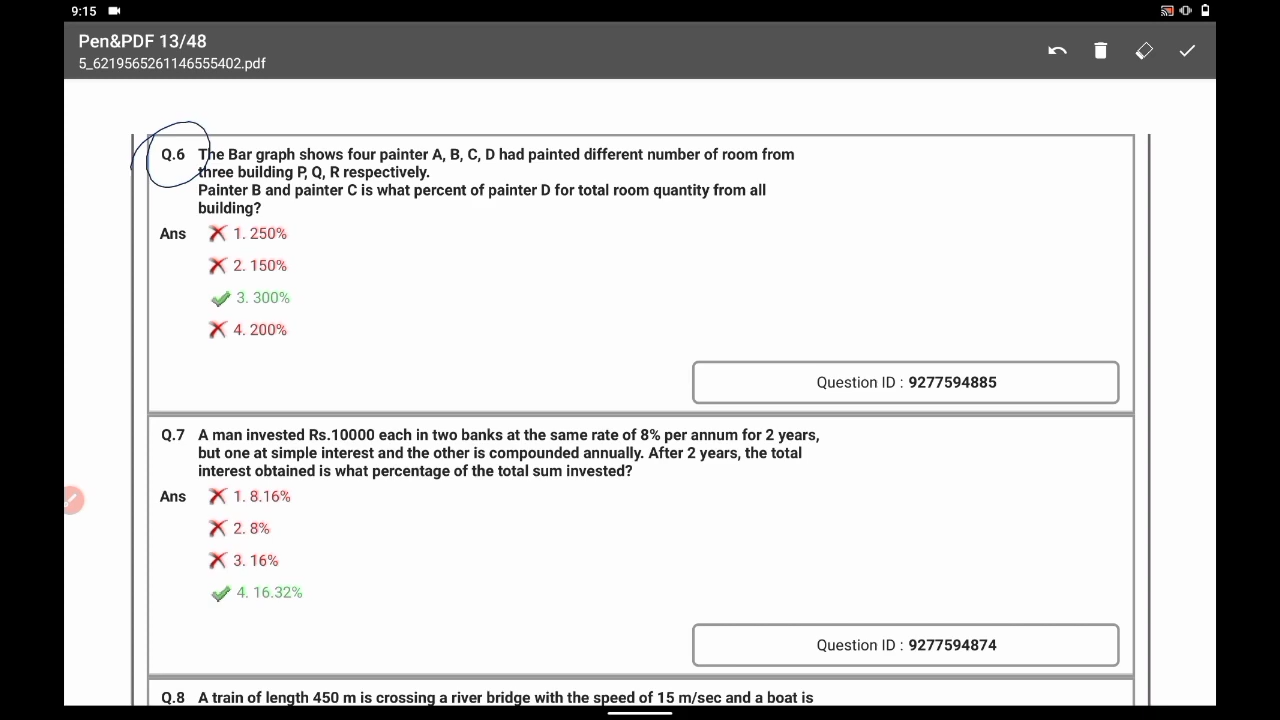 9:15
Pen&PDF 13/48
5_6219565261146555402.pdf
Q.6 The Bar graph shows four painter A, B, C, D had painted different number of room from
three building P, Q, R respectively.
Painter B and painter C is what percent of painter D for total room quantity from all
building?
Ans 1. 250%
2. 150%
3. 300%
4. 200%
Question ID : 9277594885
Q.7 A man invested Rs.10000 each in two banks at the same rate of 8% per annum for 2 years,
but one at simple interest and the other is compounded annually. After 2 years, the total
interest obtained is what percentage of the total sum invested?
Ans 1. 8.16%
2. 8%
3. 16%
4. 16.32%
Question ID : 9277594874
Q.8 A train of length 450 m is crossing a river bridge with the speed of 15 m/sec and a boat is